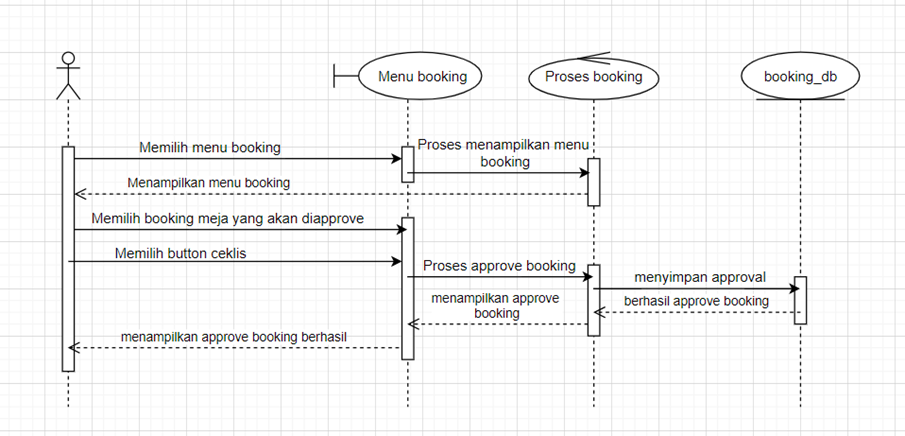 Menu booking
Proses booking
booking_db
Memilih menu booking
Proses menampilkan menu
booking
Menampilkan menu booking
Memilih booking meja yang akan diapprove
Memilih button ceklis
Proses approve booking
menyimpan approval
menampilkan approve
booking
berhasil approve booking
menampilkan approve booking berhasil